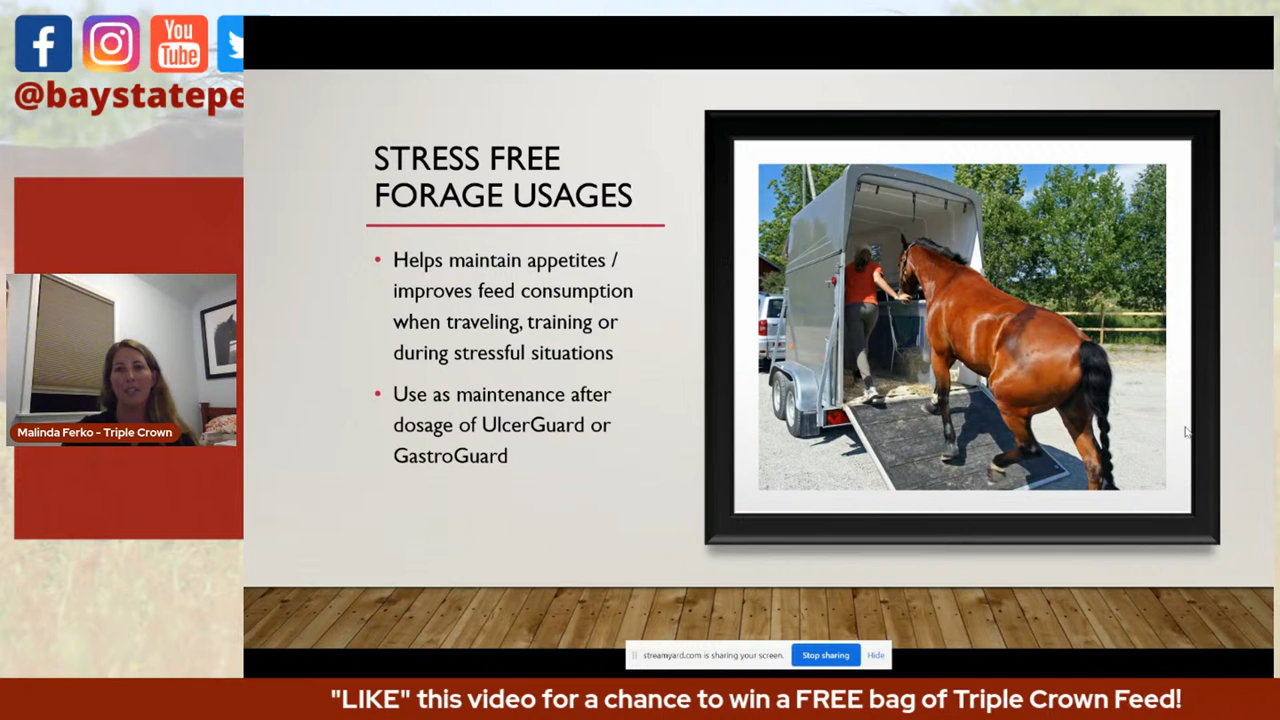 You
Tube
@baystatepe
STRESS FREE
FORAGE USAGES
• Helps maintain appetites /
improves feed consumption
when traveling, training or
during stressful situations
• Use as maintenance after
dosage of UlcerGuard or
GastroGuard
Malinda Ferko - Triple Crown
streamyard.com is sharing your screen.
Stop sharing
Hide
"LIKE" this video for a chance to win a FREE bag of Triple Crown Feed!